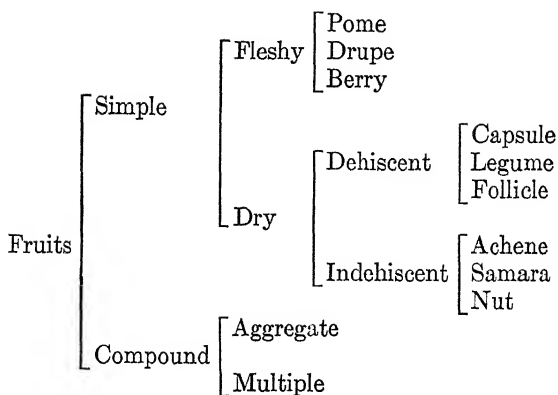 Pome
Fleshy Drupe
Berry
Simple
Capsule
Dehiscent Legume
Follicle
Dry
Fruits
Achene
Indehiscent Samara
Nut
Aggregate
Compound
Multiple